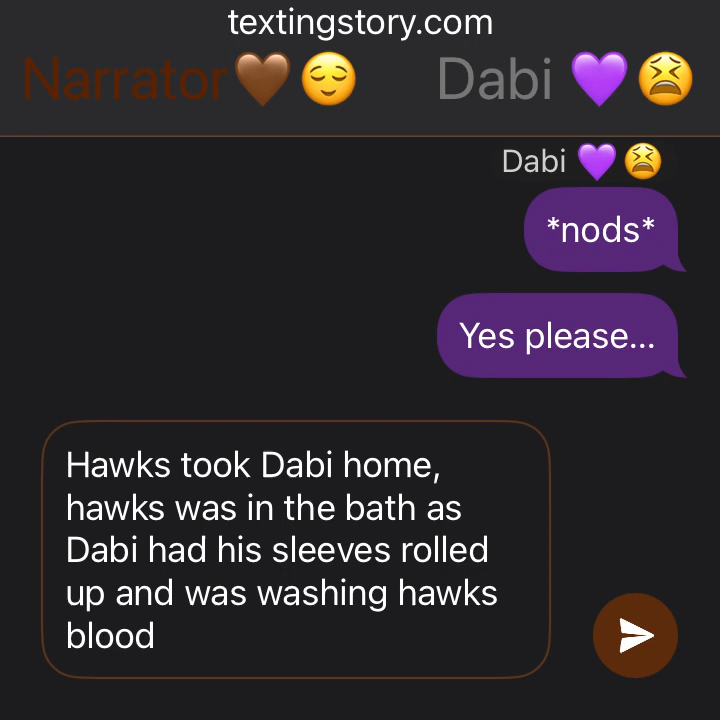 textingstory.com
Narrator🤎😌 Dabi 💜😫
Dabi 💜😫
*nods*
Yes please...
Hawks took Dabi home,
hawks was in the bath as
Dabi had his sleeves rolled
up and was washing hawks
blood